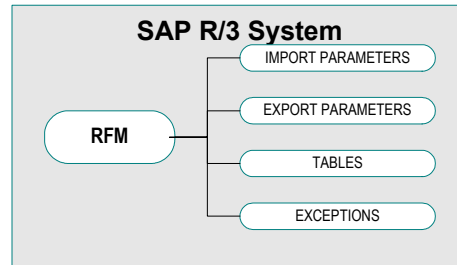 SAP R/3 System
IMPORT PARAMETERS
EXPORT PARAMETERS
RFM
TABLES
EXCEPTIONS